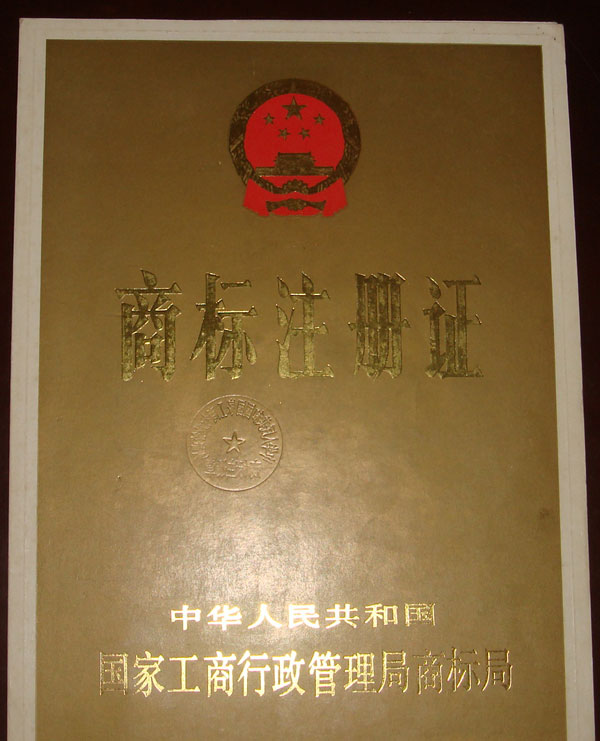 商标注册证
中华人民共和国
国家工商行政管理局商标局